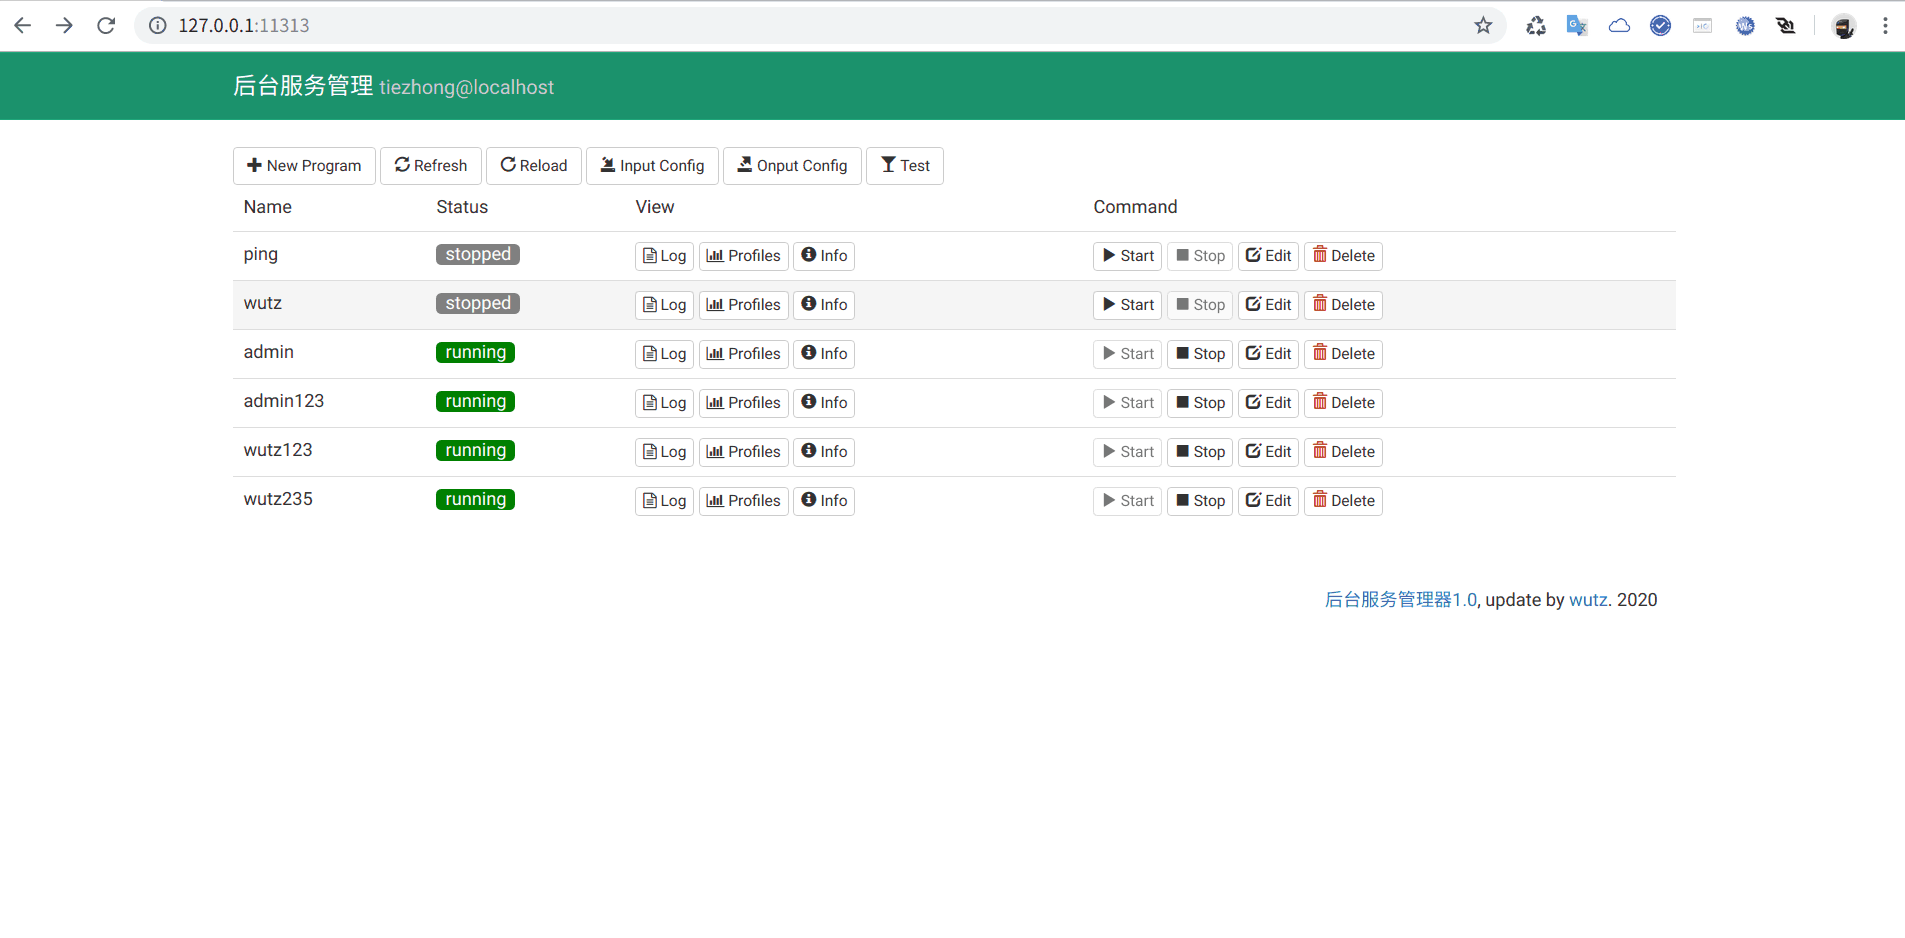 127.0.0.1:11313
后台服务管理 tiezhong@localhost
New Program Refresh Reload Input Config Onput Config Test
Name Status View Command
ping stopped Log Profiles Info Start Stop Edit Delete
wutz stopped Log Profiles Info Start Stop Edit Delete
admin running Log Profiles Info Start Stop Edit Delete
admin123 running Log Profiles Info Start Stop Edit Delete
wutz123 running Log Profiles Info Start Stop Edit Delete
wutz235 running Log Profiles Info Start Stop Edit Delete
后台服务管理器1.0, update by wutz. 2020